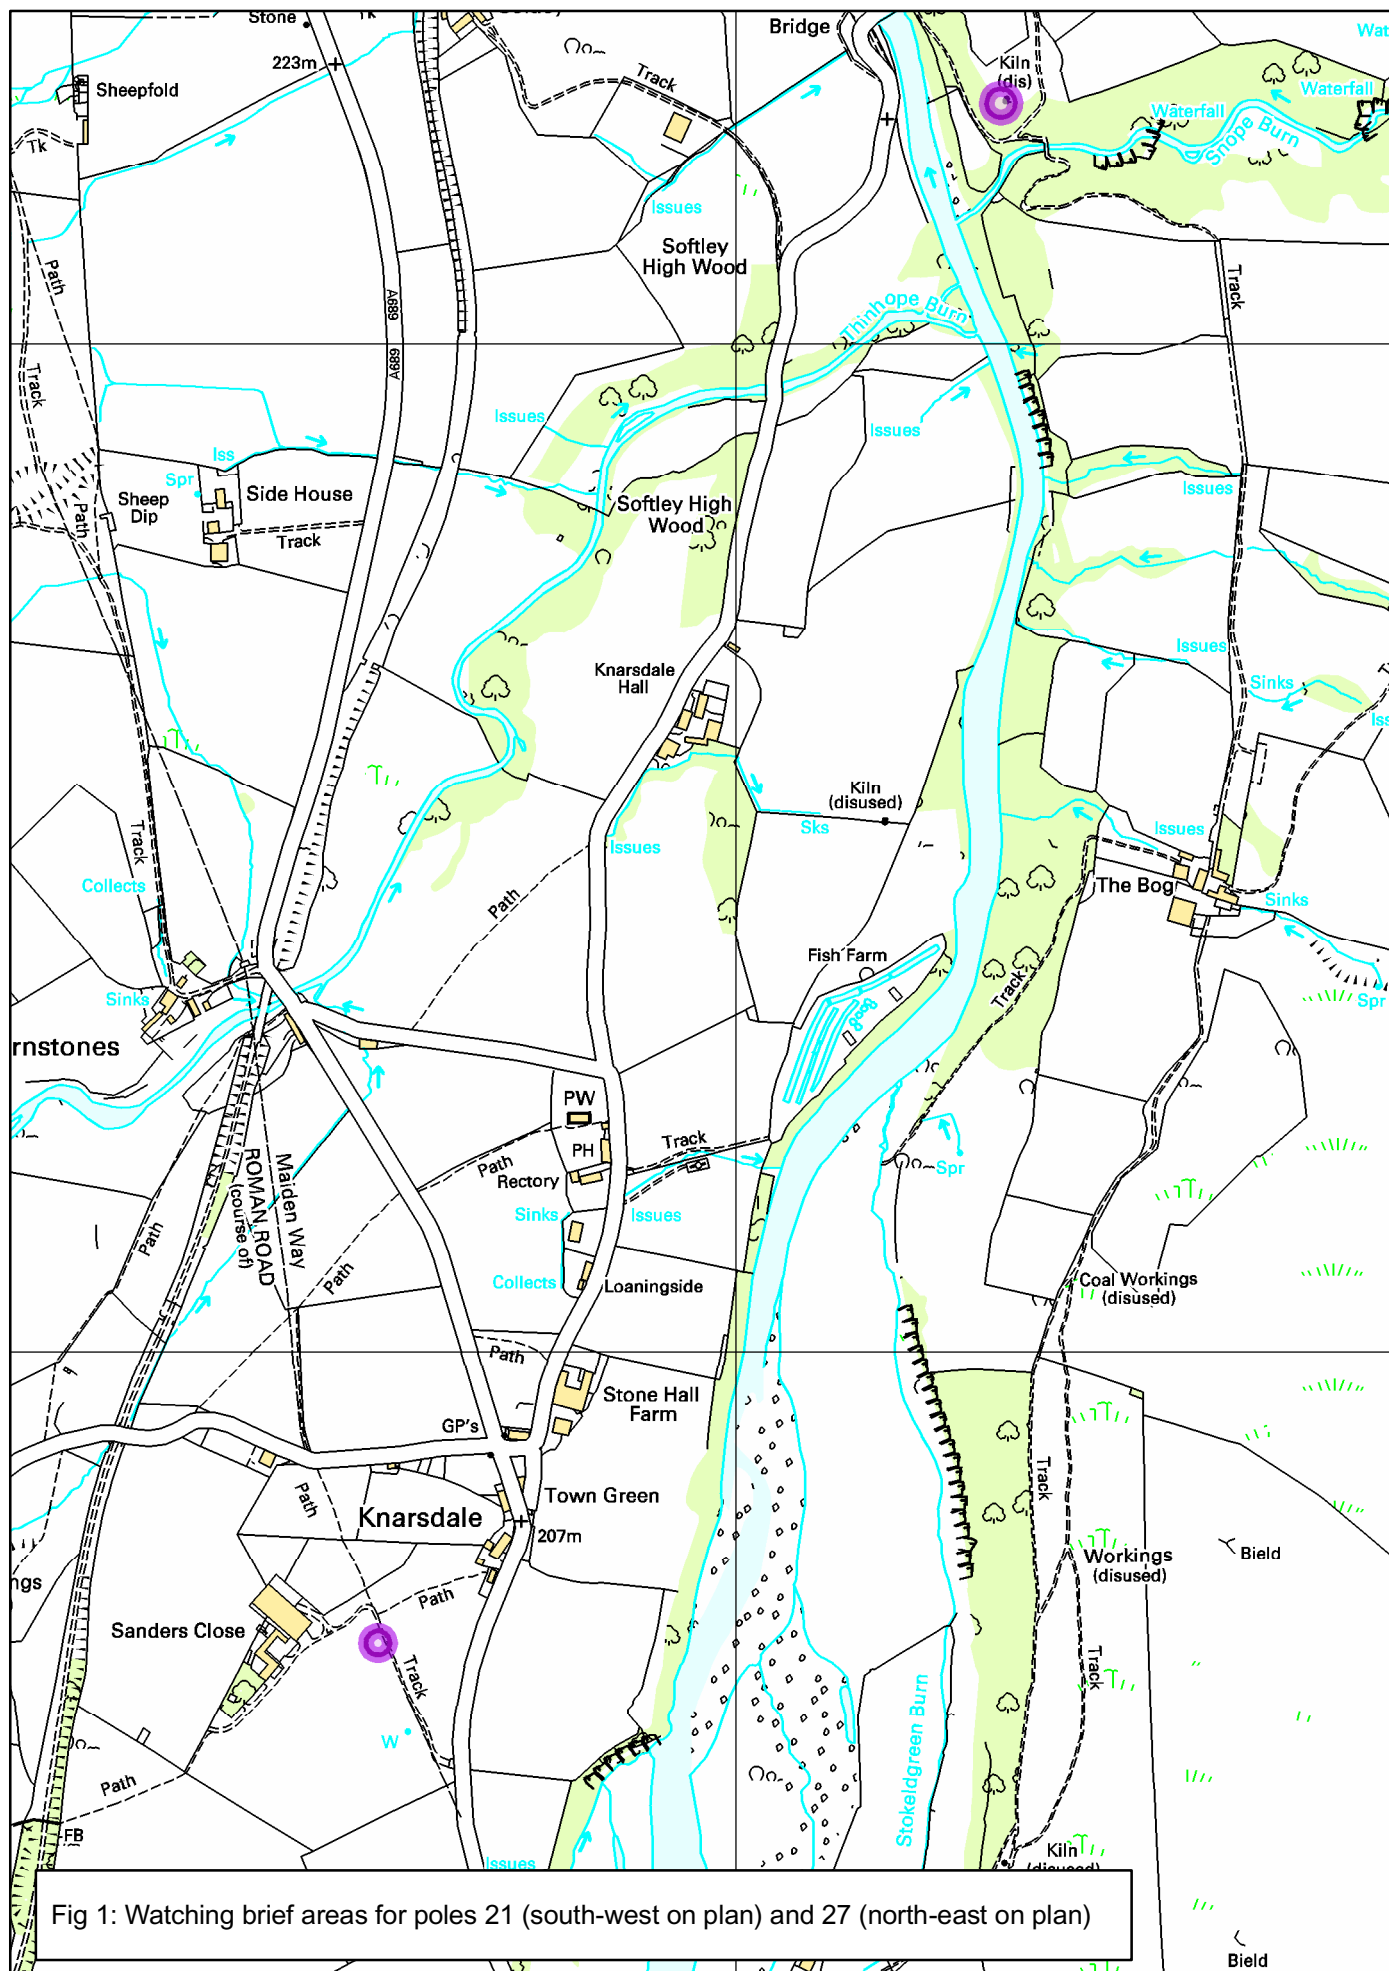 Stone
Tk
Bridge
223m
Track
Kiln
(dis)
Sheepfold
Waterfall
Waterfall
Snope Burn
Tk
Issues
Path
Softley
High Wood
Track
A689
Thinhope Burn
A689
Track
Issues
Issues
Iss
Spr
Side House
Sheep
Dip
Issues
Softley High
Wood
Path
Track
Issues
Knarsdale
Hall
Sinks
Kiln
(disused)
Sks
Issues
Issues
Track
Collects
The Bog
Path
Sinks
Fish Farm
Track
Sinks
Spr
rnstones
PW
PH
Track
Path
Rectory
Spr
Maiden Way
ROMAN ROAD
(course of)
Sinks
Issues
Path
Path
Collects
Loaningside
Coal Workings
(disused)
Path
Stone Hall
Farm
GP's
Track
Path
Town Green
Knarsdale
207m
Workings
(disused)
Bield
ngs
Path
Sanders Close
Track
Track
W
Stokeldgreen Burn
Path
FB
Kiln
(disused)
Issues
Fig 1: Watching brief areas for poles 21 (south-west on plan) and 27 (north-east on plan)
Bield